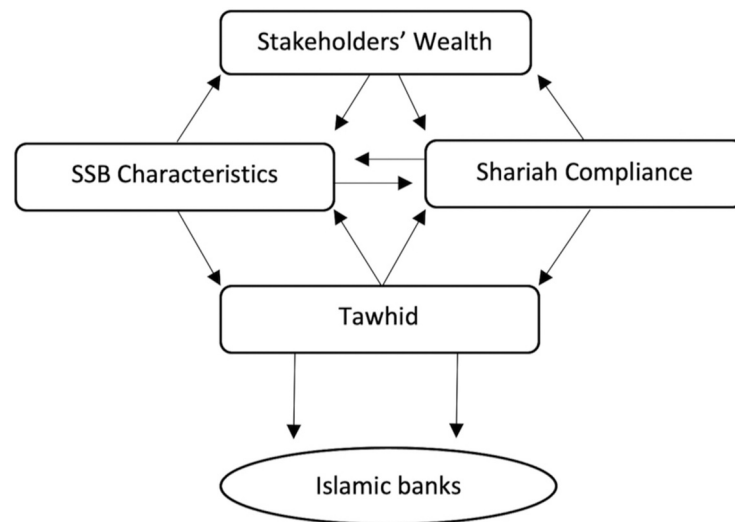 Stakeholders’ Wealth
SSB Characteristics
Shariah Compliance
Tawhid
Islamic banks